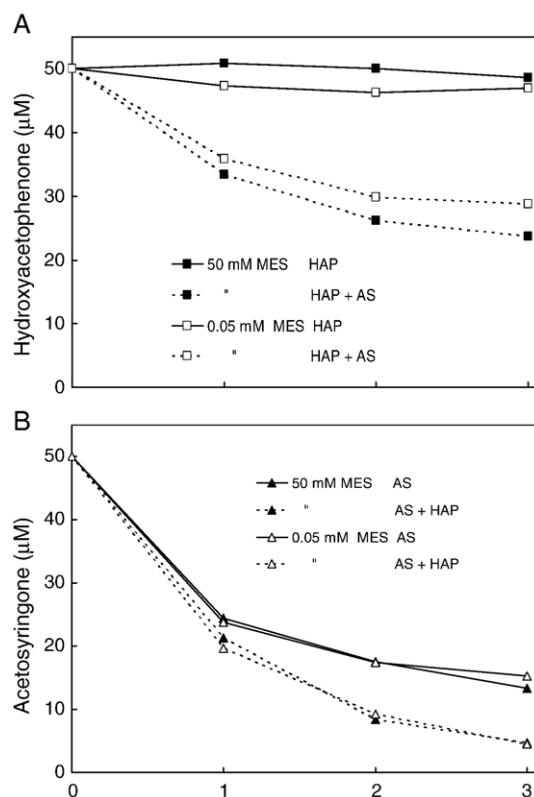 A
Hydroxyacetophenone (μM)
50
40
30
20
10
0
50 mM MES HAP
" HAP + AS
0.05 mM MES HAP
" HAP + AS
B
Acetosyringone (μM)
50
40
30
20
10
0
50 mM MES AS
" AS + HAP
0.05 mM MES AS
" AS + HAP
0 1 2 3